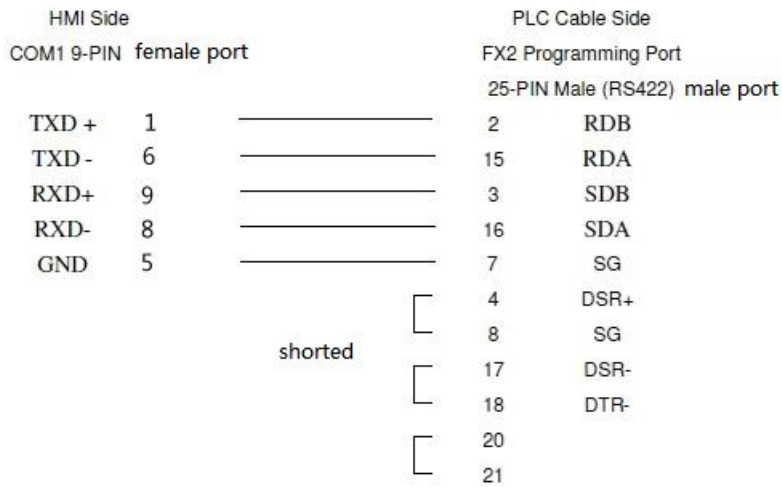 HMI Side PLC Cable Side
COM1 9-PIN female port FX2 Programming Port
25-PIN Male (RS422) male port
TXD + 1 2 RDB
TXD - 6 15 RDA
RXD+ 9 3 SDB
RXD- 8 16 SDA
GND 5 7 SG
4 DSR+
8 SG
shorted
17 DSR-
18 DTR-
20
21